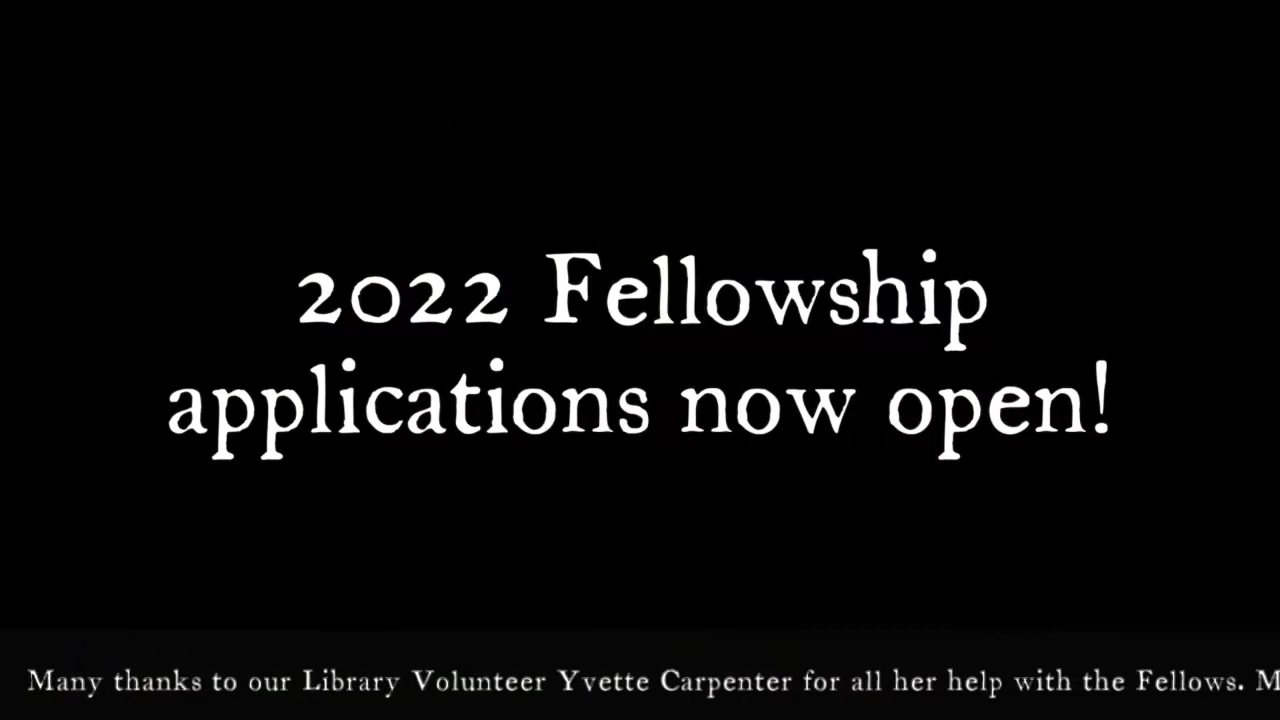 2022 Fellowship
applications now open!
Many thanks to our Library Volunteer Yvette Carpenter for all her help with the Fellows. M